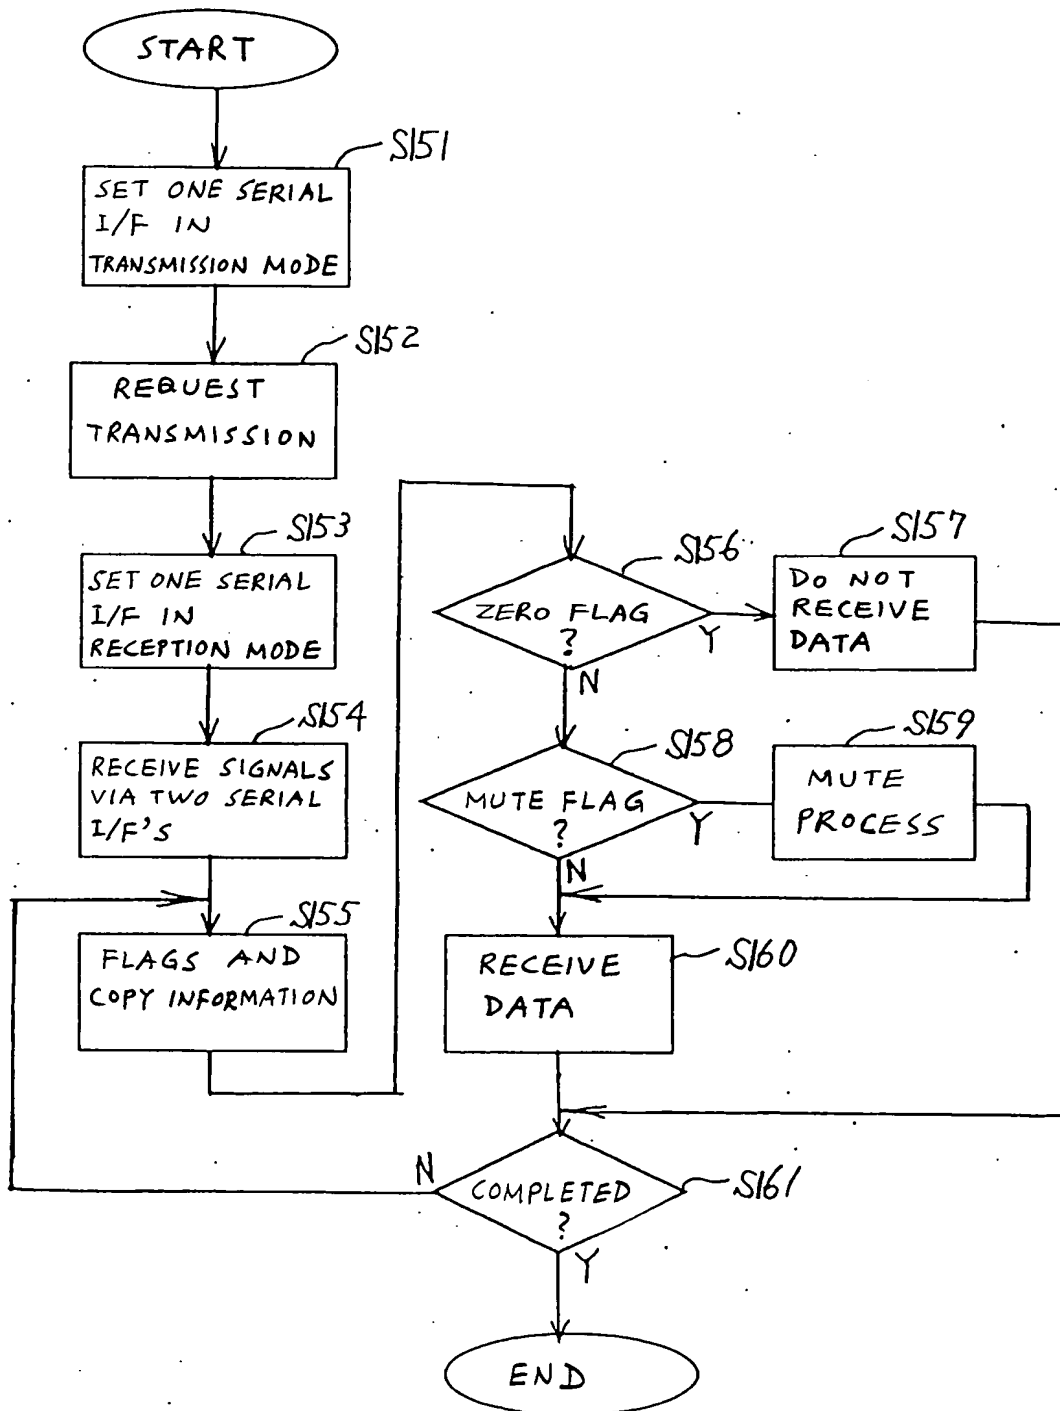 START
S151
SET ONE SERIAL
I/F IN
TRANSMISSION MODE
S152
REQUEST
TRANSMISSION
S153
SET ONE SERIAL
I/F IN
RECEPTION MODE
S154
RECEIVE SIGNALS
VIA TWO SERIAL
I/F'S
S155
FLAGS AND
COPY INFORMATION
S156
ZERO FLAG
?
Y
N
S157
DO NOT
RECEIVE
DATA
S158
MUTE FLAG
?
Y
N
S159
MUTE
PROCESS
S160
RECEIVE
DATA
S161
COMPLETED
?
N
Y
END